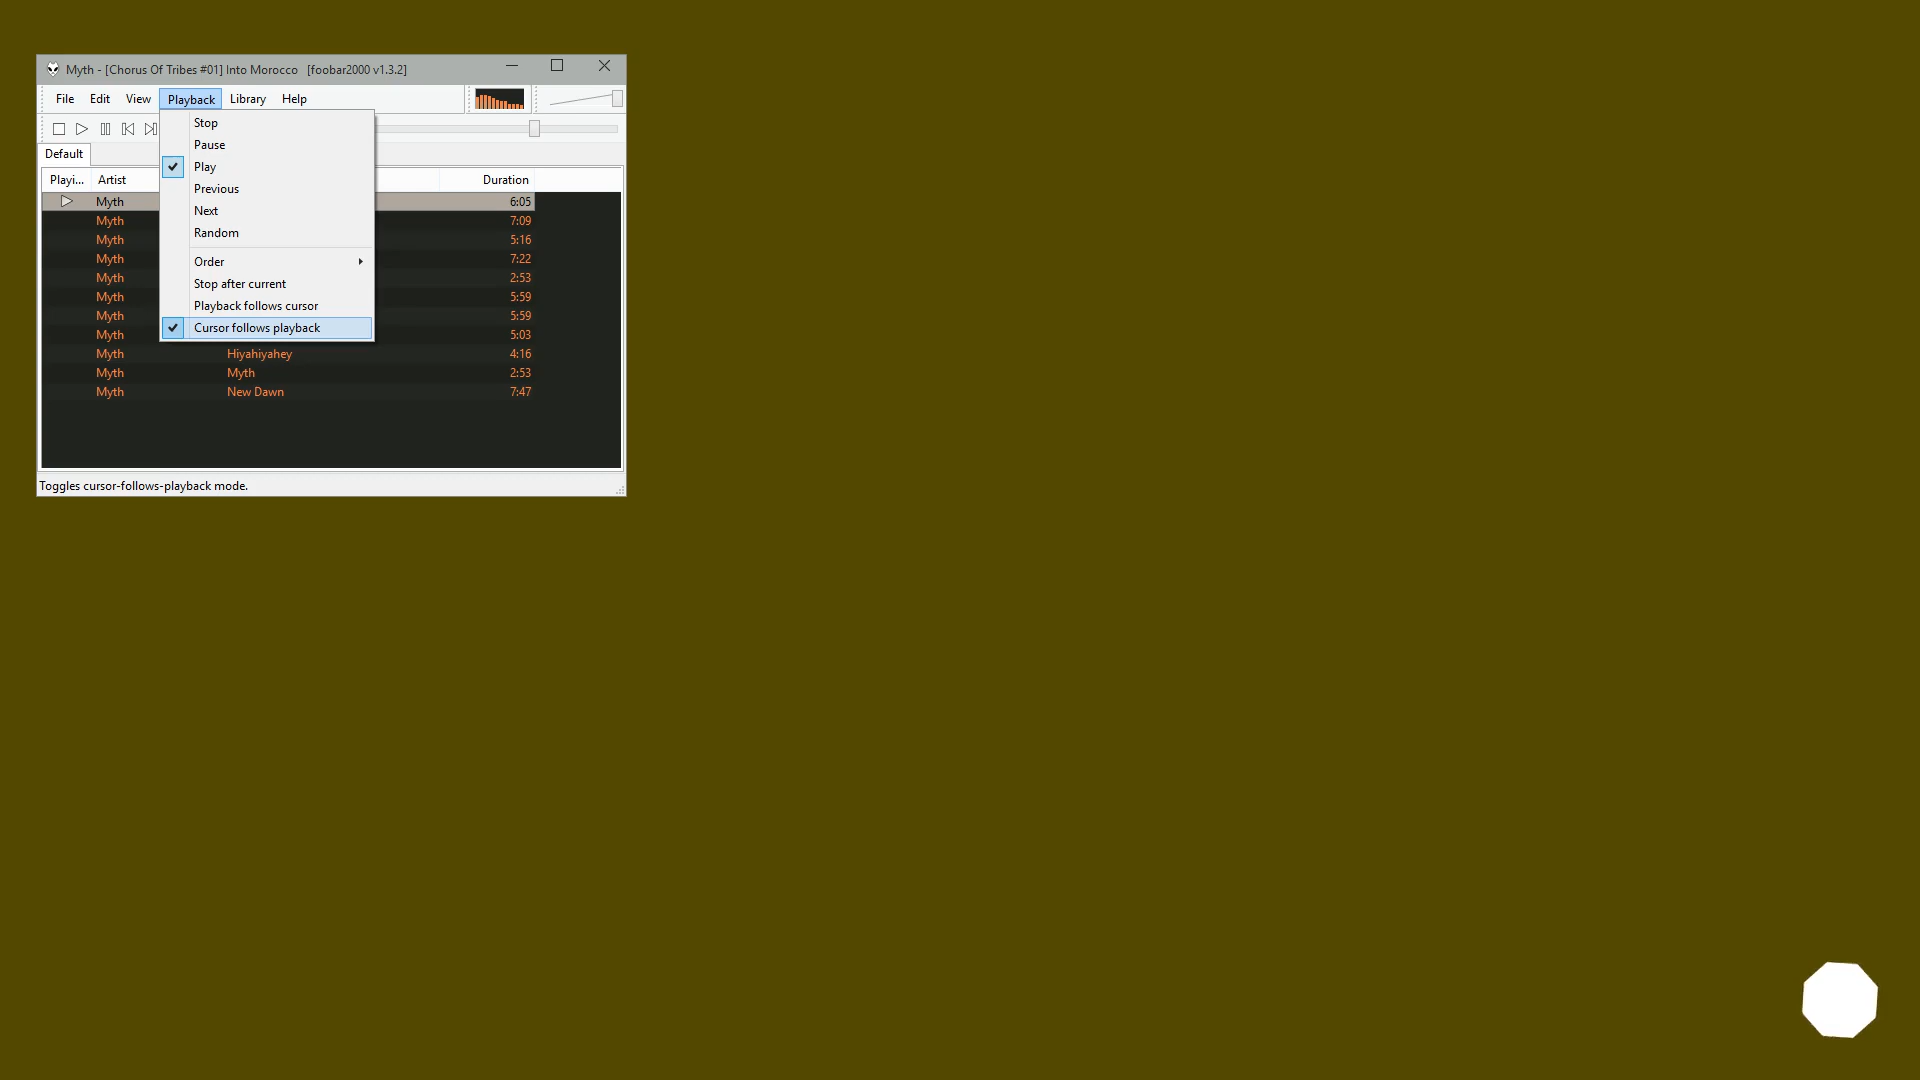 Myth - [Chorus Of Tribes #01] Into Morocco [foobar2000 v1.3.2]
File Edit View Playback Library Help
Stop
Pause
Default
Play
Playi... Artist Duration
Previous
Myth 6:05
Next
Myth 7:09
Random
Myth 5:16
Myth 7:22
Order
Myth 2:53
Stop after current
Myth 5:59
Playback follows cursor
Myth 5:59
Cursor follows playback
Myth 5:03
Myth Hiyahiyahey 4:16
Myth Myth 2:53
Myth New Dawn 7:47
Toggles cursor-follows-playback mode.